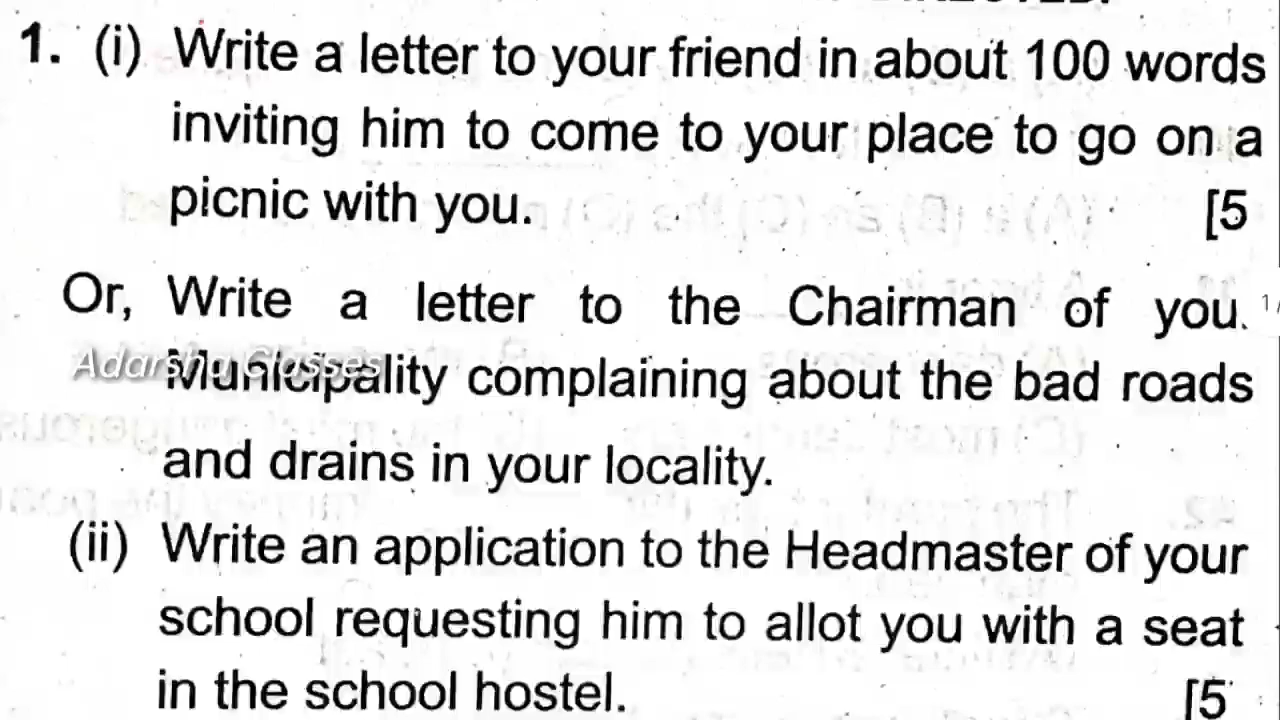 1. (i) Write a letter to your friend in about 100 words
inviting him to come to your place to go on a
picnic with you. [5
Or, Write a letter to the Chairman of you.
Adarsha Classes
Municipality complaining about the bad roads
and drains in your locality.
(ii) Write an application to the Headmaster of your
school requesting him to allot you with a seat
in the school hostel. [5